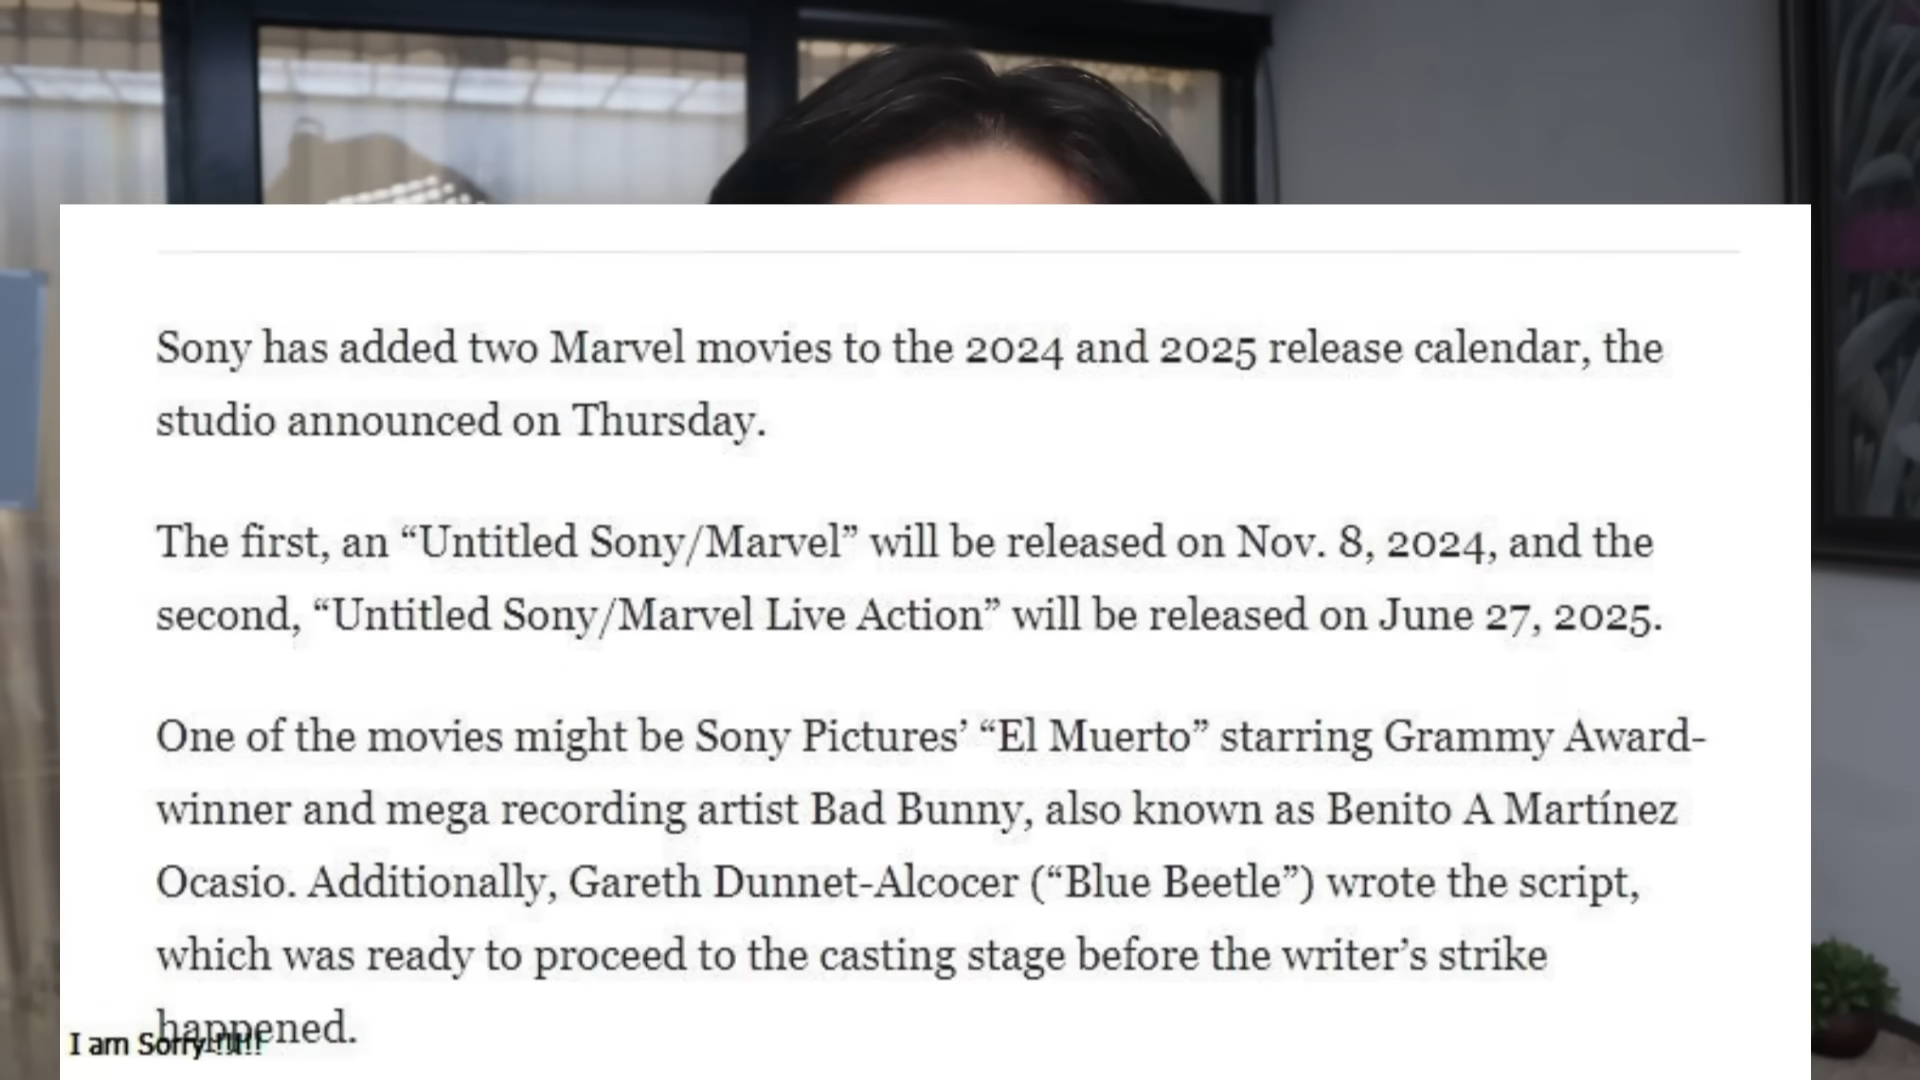 Sony has added two Marvel movies to the 2024 and 2025 release calendar, the
studio announced on Thursday.
The first, an “Untitled Sony/Marvel” will be released on Nov. 8, 2024, and the
second, “Untitled Sony/Marvel Live Action” will be released on June 27, 2025.
One of the movies might be Sony Pictures’ “El Muerto” starring Grammy Award-
winner and mega recording artist Bad Bunny, also known as Benito A Martínez
Ocasio. Additionally, Gareth Dunnet-Alcocer (“Blue Beetle”) wrote the script,
which was ready to proceed to the casting stage before the writer’s strike
happened.
I am Sorry !!!!!